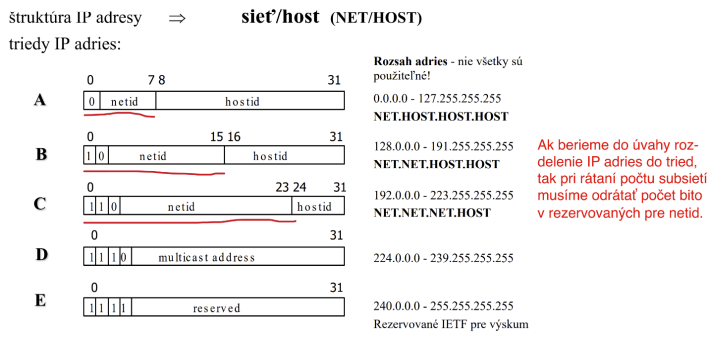 štruktúra IP adresy ⇒ sieť/host (NET/HOST)
triedy IP adries:
Rozsah adries - nie všetky sú
použiteľné!
0 7 8 31
A 0 netid hostid
0.0.0.0 - 127.255.255.255
NET.HOST.HOST.HOST
0 15 16 31
B 1 0 netid hostid
128.0.0.0 - 191.255.255.255
NET.NET.HOST.HOST
0 23 24 31
C 1 1 0 netid hostid
192.0.0.0 - 223.255.255.255
NET.NET.NET.HOST
Ak berieme do úvahy roz-
delenie IP adries do tried,
tak pri rátaní počtu subsietí
musíme odrátať počet bito
v rezervovaných pre netid.
0 31
D 1 1 1 0 multicast address
224.0.0.0 - 239.255.255.255
0 31
E 1 1 1 1 reserved
240.0.0.0 - 255.255.255.255
Rezervované IETF pre výskum